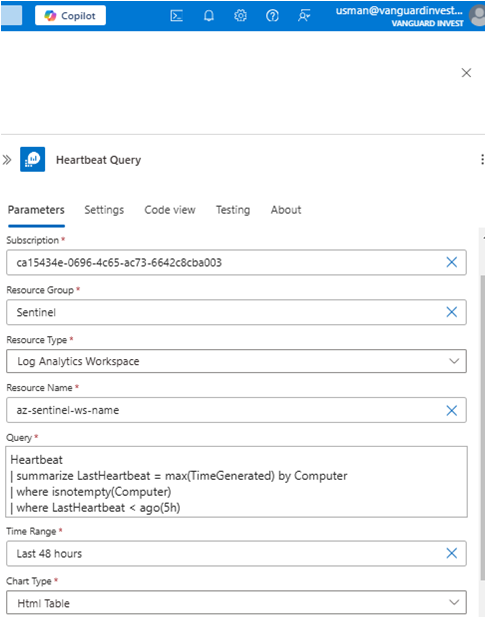 Copilot
usman@vanguardinvest...
VANGUARD INVEST
Heartbeat Query
Parameters Settings Code view Testing About
Subscription *
ca15434e-0696-4c65-ac73-6642c8cba003
Resource Group *
Sentinel
Resource Type *
Log Analytics Workspace
Resource Name *
az-sentinel-ws-name
Query *
Heartbeat
| summarize LastHeartbeat = max(TimeGenerated) by Computer
| where isnotempty(Computer)
| where LastHeartbeat < ago(5h)
Time Range *
Last 48 hours
Chart Type *
Html Table